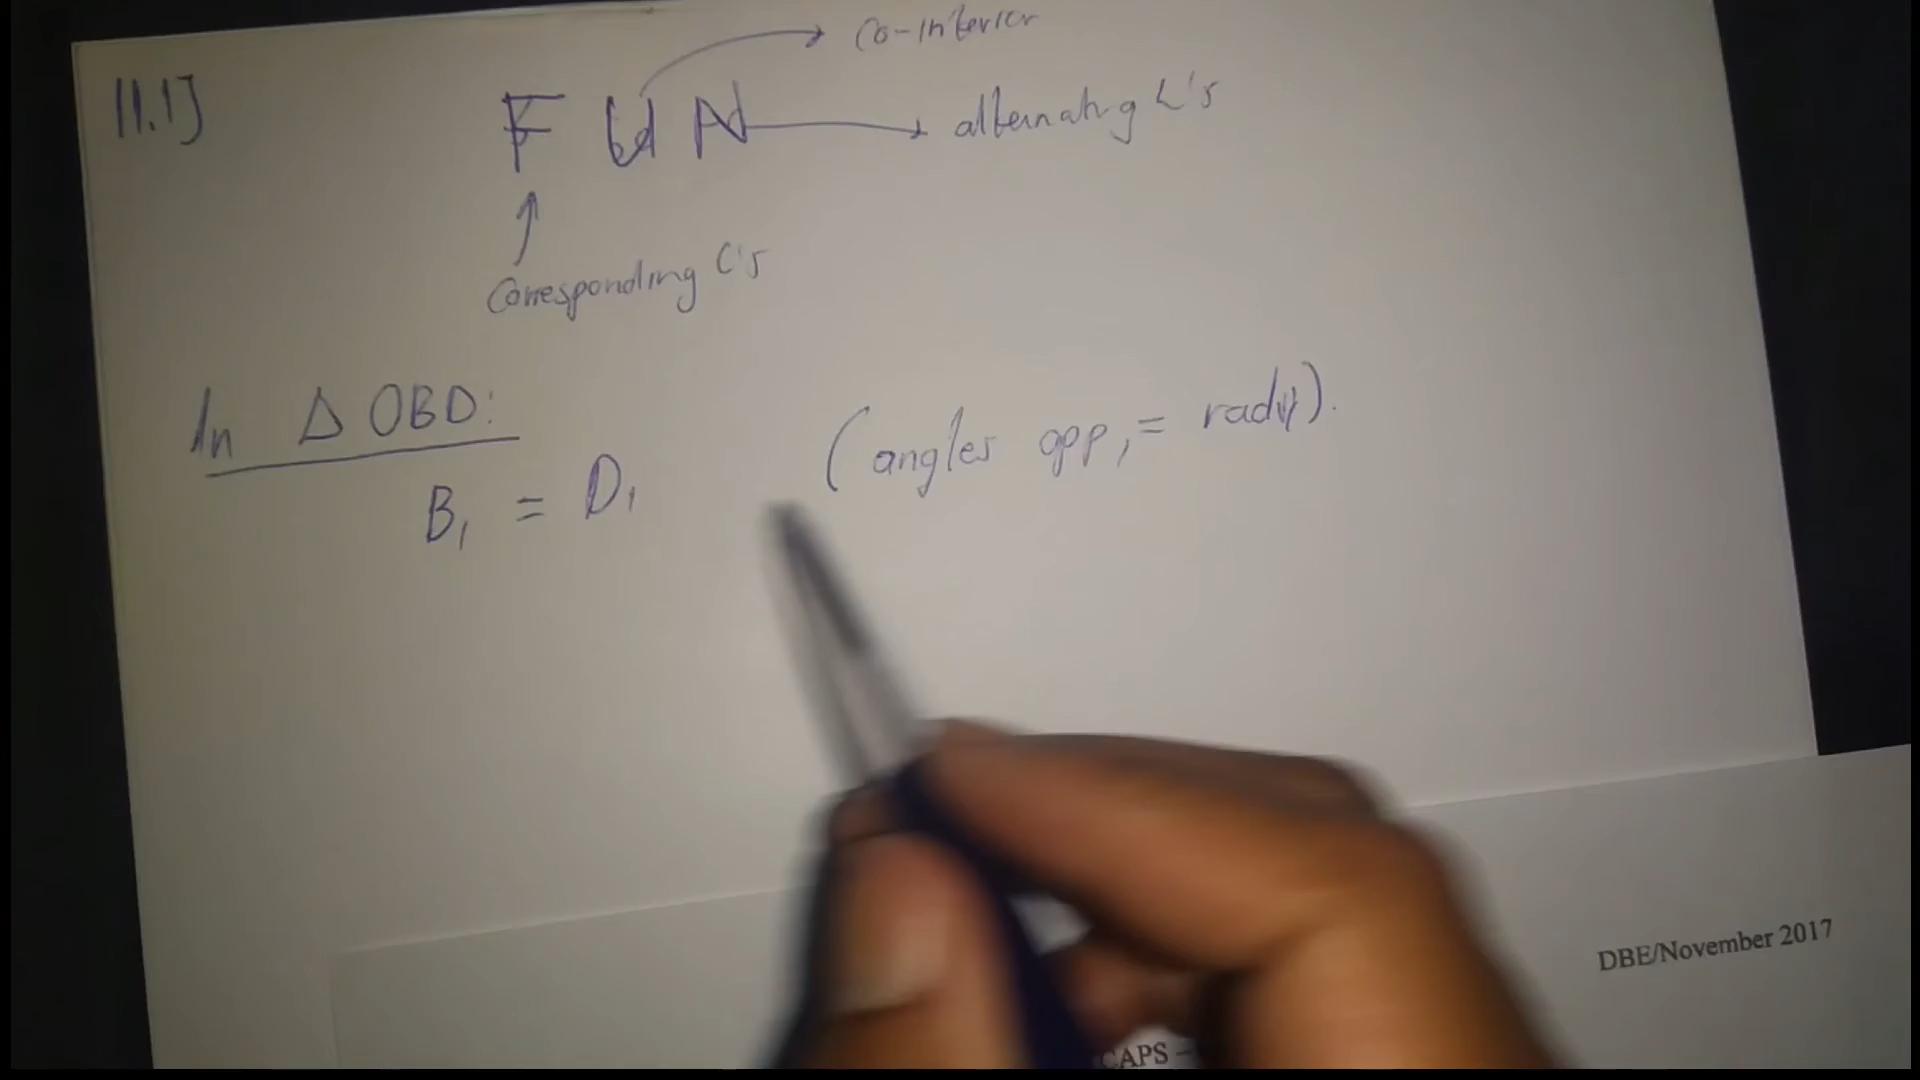 co-interior
11.1]
F U N
alternating L's
Corresponding L's
In Δ OBD:
(angles opp, = radii).
B₁ = D₁
DBE/November 2017
CAPS –